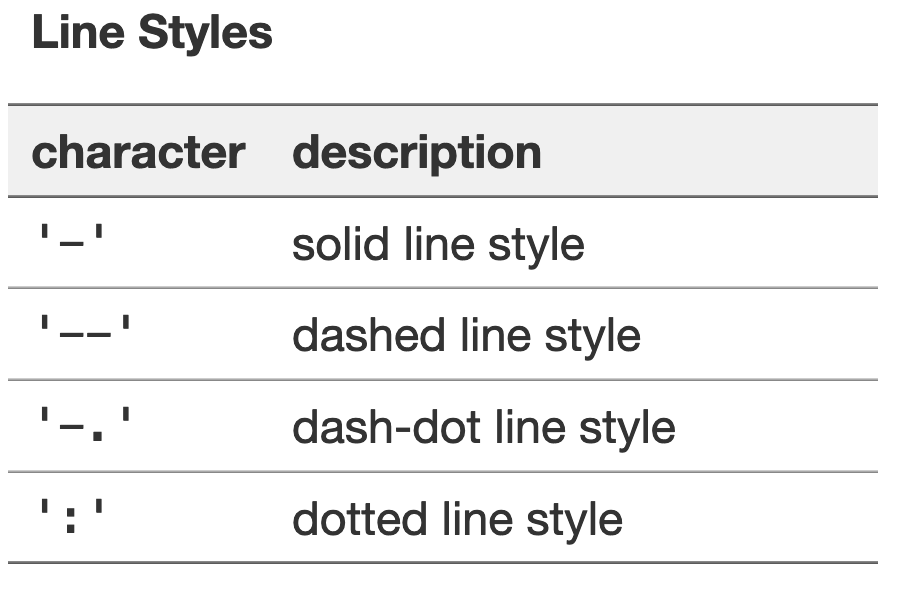 Line Styles
character description
'-' solid line style
'--' dashed line style
'-.' dash-dot line style
':' dotted line style